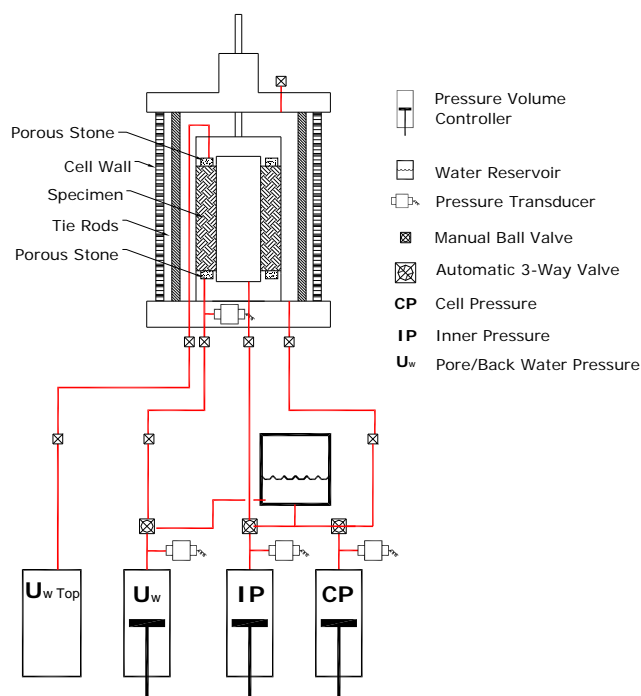 Porous Stone
Cell Wall
Specimen
Tie Rods
Porous Stone
Pressure Volume
Controller
Water Reservoir
Pressure Transducer
Manual Ball Valve
Automatic 3-Way Valve
CP Cell Pressure
IP Inner Pressure
Uw Pore/Back Water Pressure
Uw Top
Uw
IP
CP